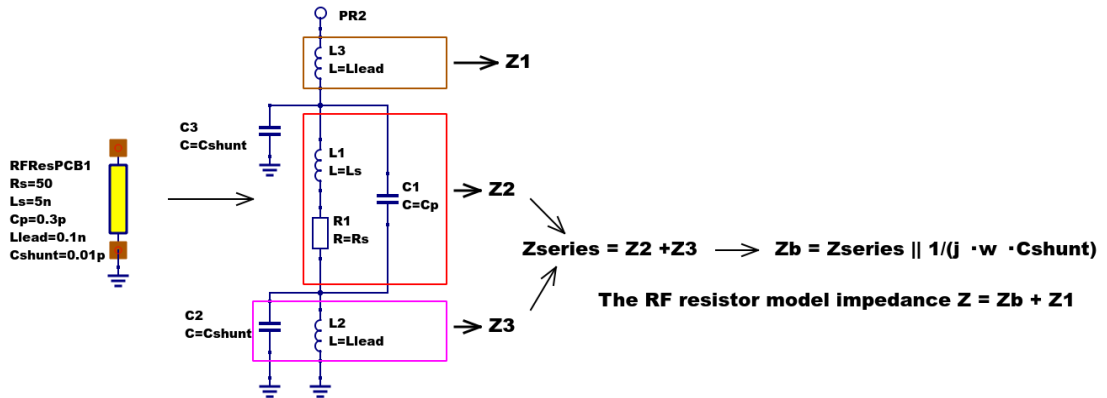 PR2
L3
L=Llead
Z1
C3
C=Cshunt
RFResPCB1
Rs=50
Ls=5n
Cp=0.3p
Llead=0.1n
Cshunt=0.01p
L1
L=Ls
C1
C=Cp
Z2
R1
R=Rs
Zseries = Z2 +Z3
Zb = Zseries || 1/(j ·w ·Cshunt)
The RF resistor model impedance Z = Zb + Z1
C2
C=Cshunt
L2
L=Llead
Z3